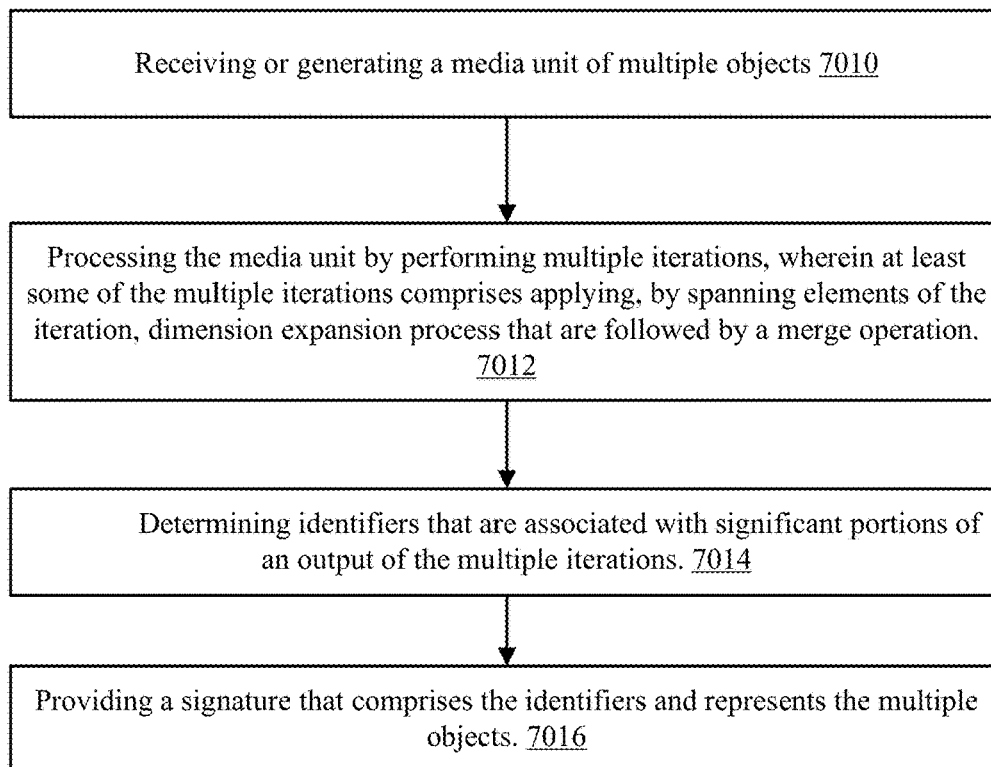 Receiving or generating a media unit of multiple objects 7010
Processing the media unit by performing multiple iterations, wherein at least
some of the multiple iterations comprises applying, by spanning elements of the
iteration, dimension expansion process that are followed by a merge operation.
7012
Determining identifiers that are associated with significant portions of
an output of the multiple iterations. 7014
Providing a signature that comprises the identifiers and represents the multiple
objects. 7016